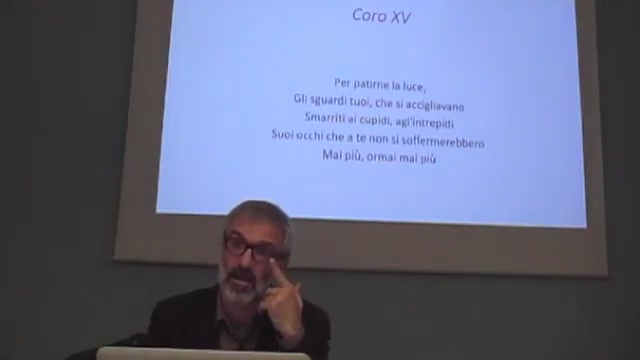 Coro XV
Per patirne la luce,
Gli sguardi tuoi, che si accigliavano
Smarriti ai cupidi, agl'intrepidi
Suoi occhi che a te non si soffermerebbero
Mai più, ormai mai più